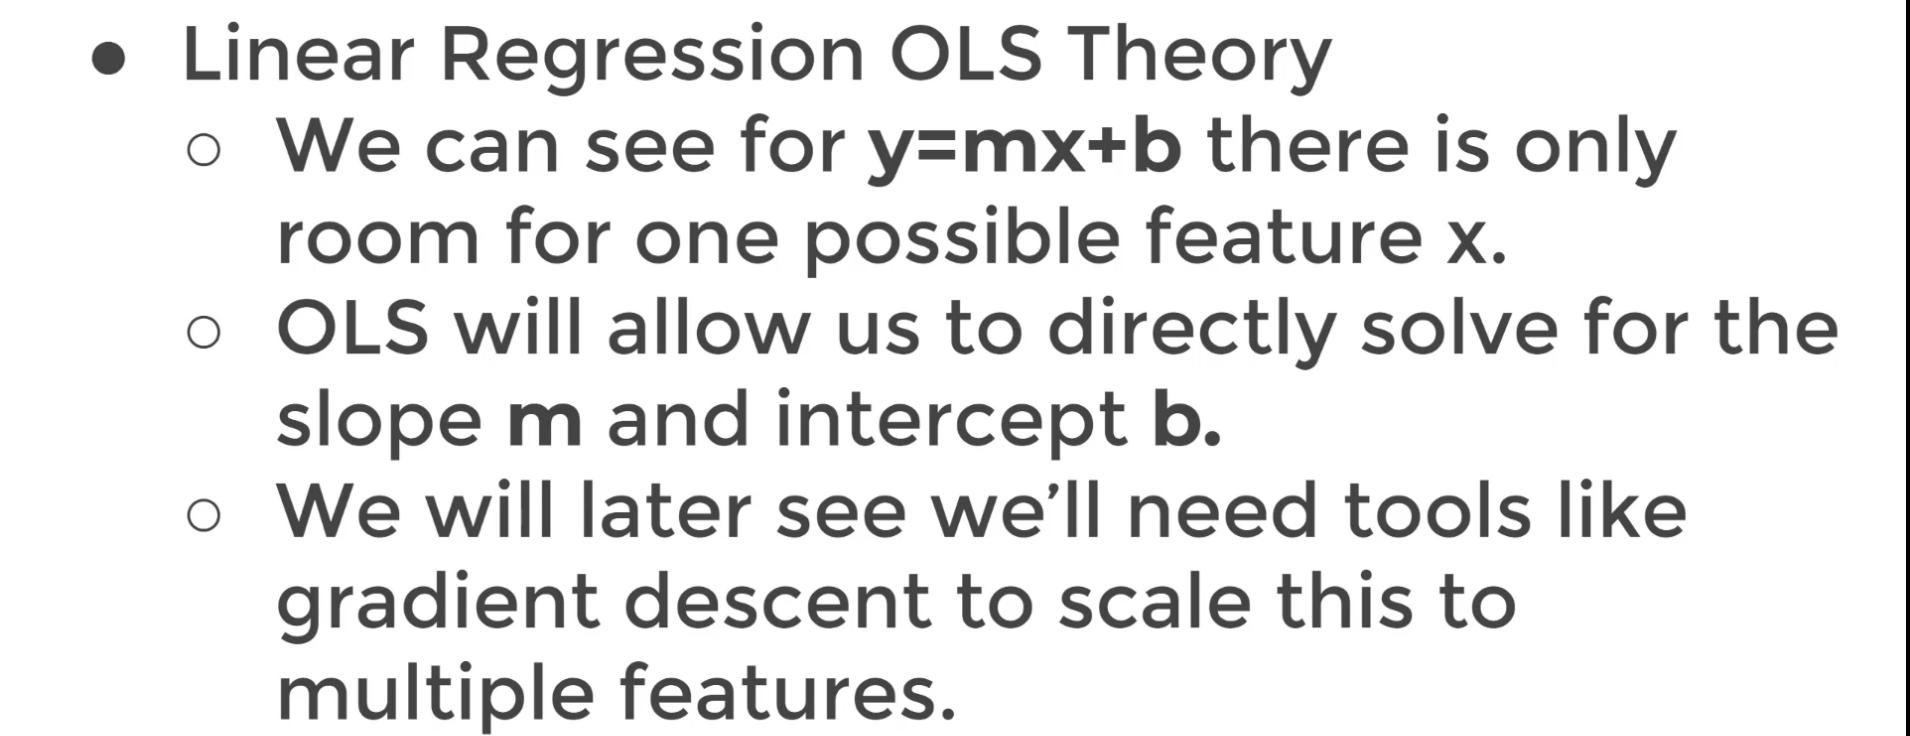 ● Linear Regression OLS Theory
○ We can see for y=mx+b there is only
room for one possible feature x.
○ OLS will allow us to directly solve for the
slope m and intercept b.
○ We will later see we’ll need tools like
gradient descent to scale this to
multiple features.